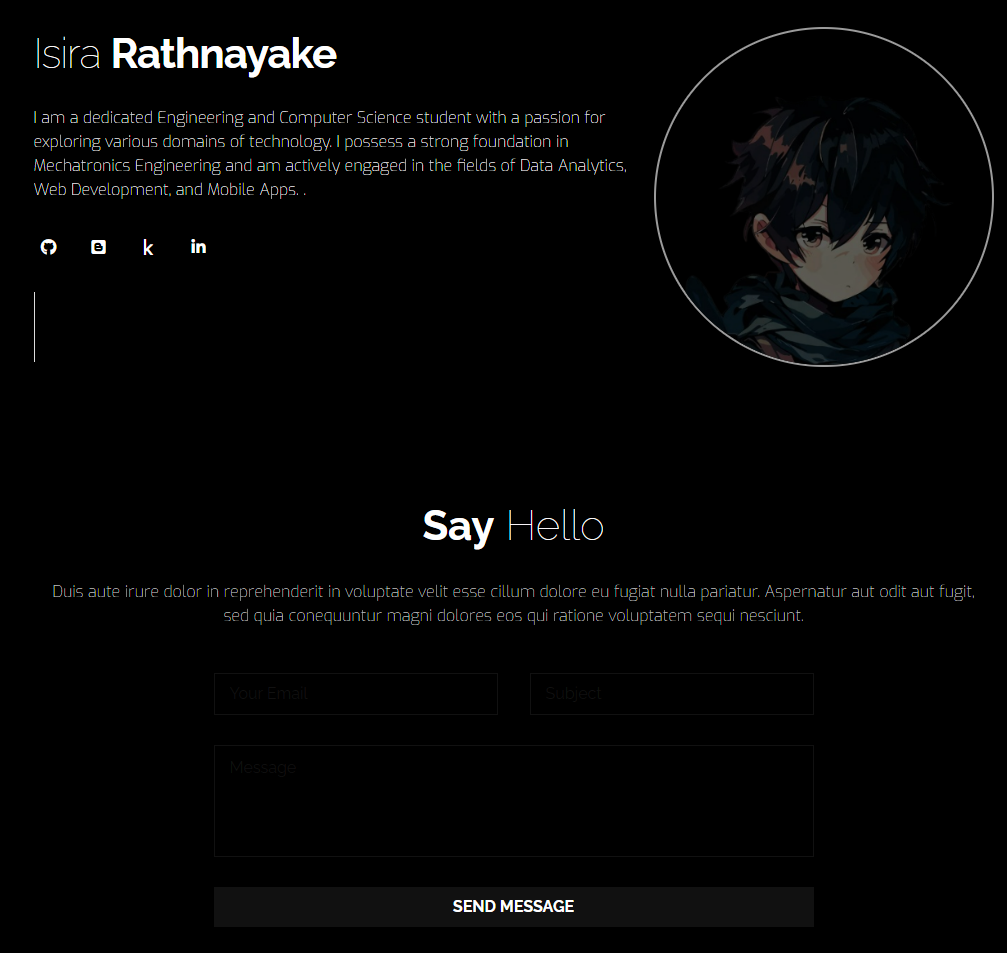 Isira Rathnayake
I am a dedicated Engineering and Computer Science student with a passion for
exploring various domains of technology. I possess a strong foundation in
Mechatronics Engineering and am actively engaged in the fields of Data Analytics,
Web Development, and Mobile Apps. .
k in
Say Hello
Duis aute irure dolor in reprehenderit in voluptate velit esse cillum dolore eu fugiat nulla pariatur. Aspernatur aut odit aut fugit,
sed quia conequuntur magni dolores eos qui ratione voluptatem sequi nesciunt.
Your Email Subject
Message
SEND MESSAGE